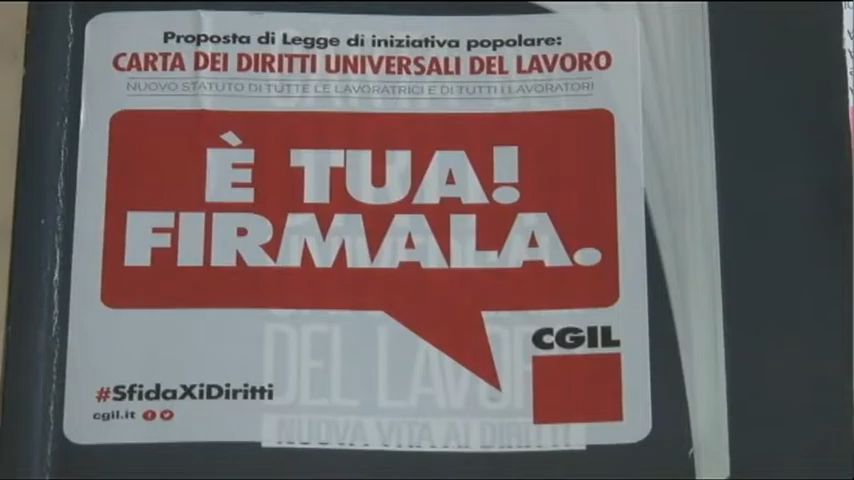 Proposta di Legge di iniziativa popolare:
CARTA DEI DIRITTI UNIVERSALI DEL LAVORO
NUOVO STATUTO DI TUTTE LE LAVORATRICI E DI TUTTI I LAVORATORI
È TUA!
FIRMALA.
CGIL
DEL LAVORO
#SfidaXiDiritti
cgil.it
NUOVA VITA AI DIRITTI